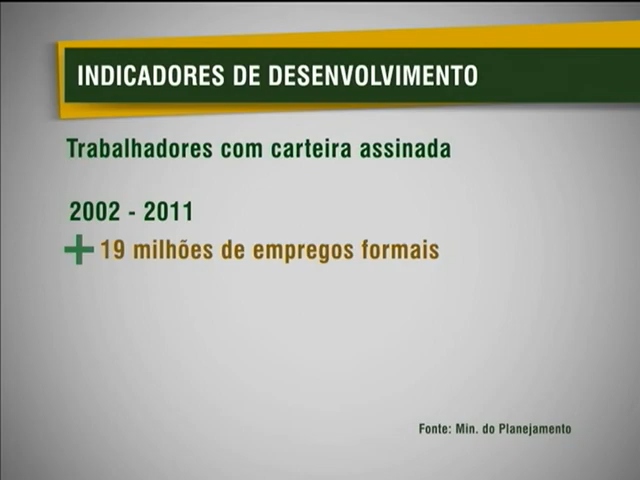 INDICADORES DE DESENVOLVIMENTO
Trabalhadores com carteira assinada
2002 - 2011
+ 19 milhões de empregos formais
Fonte: Min. do Planejamento